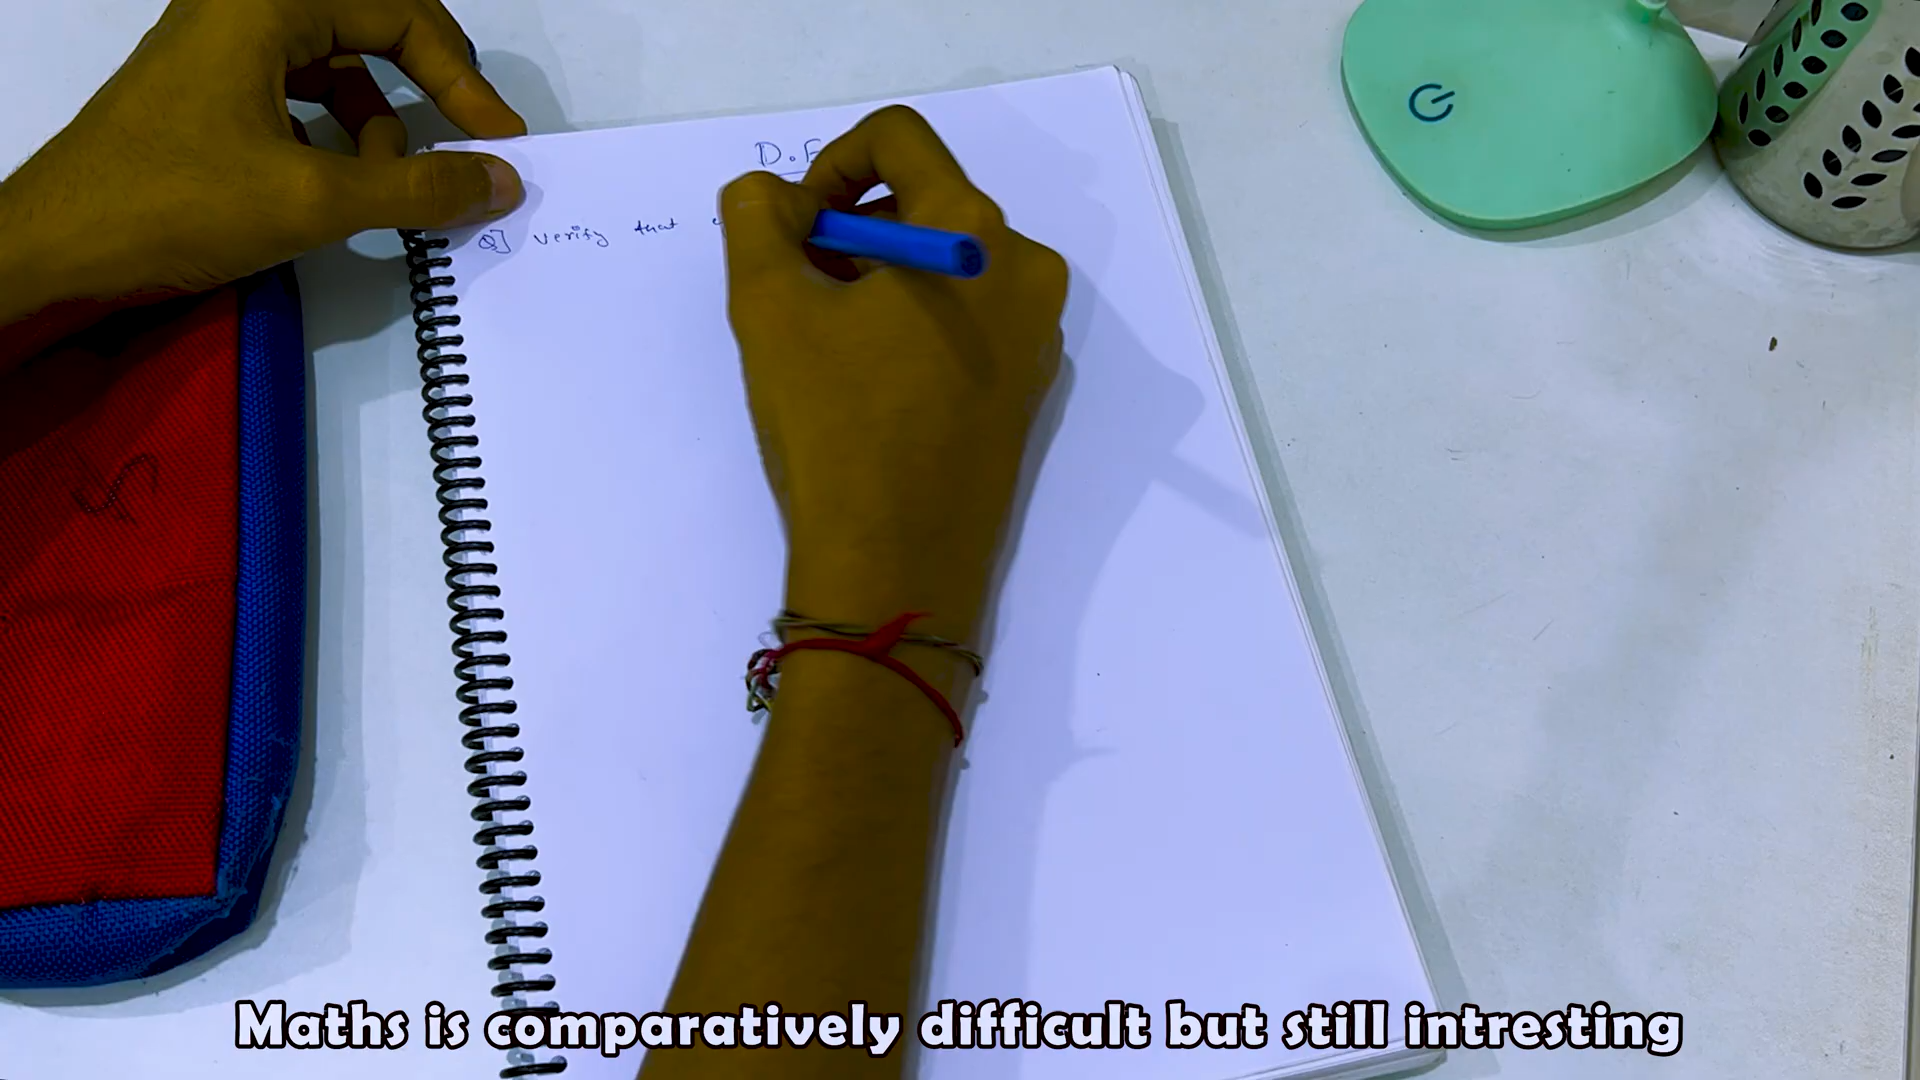 D.E
Q] Verify that
Maths is comparatively difficult but still intresting